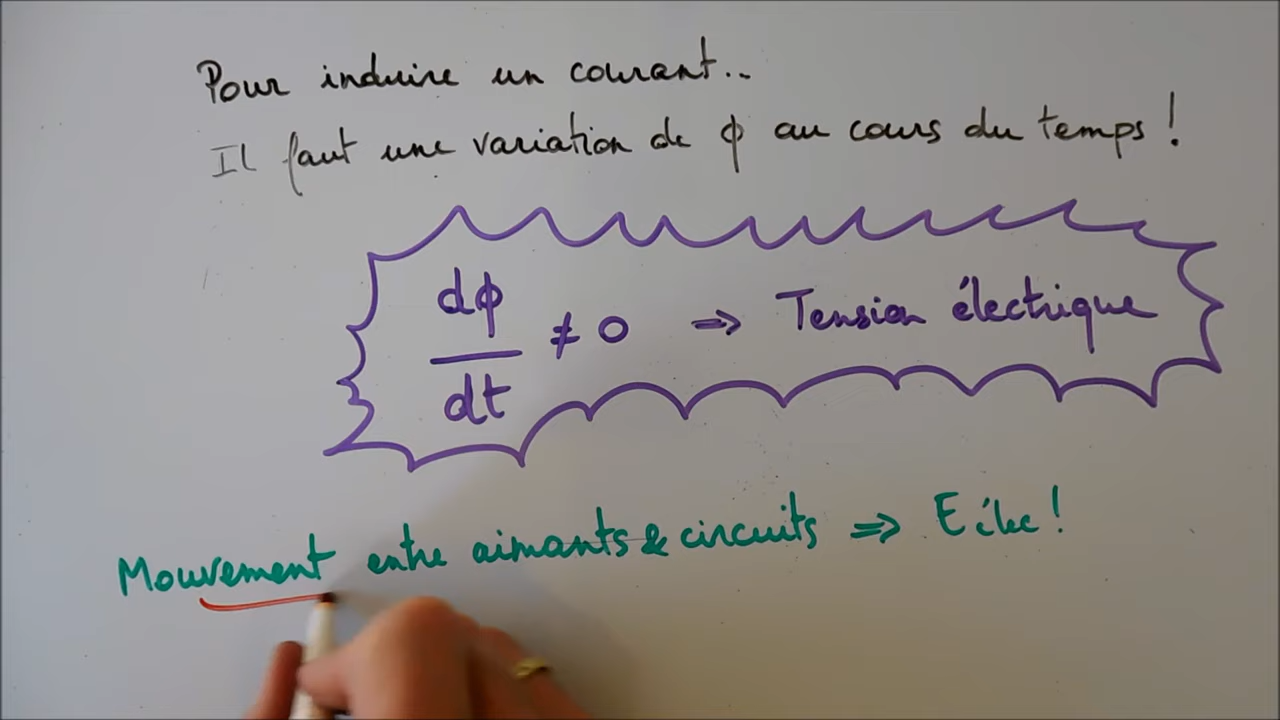 Pour induire un courant..
Il faut une variation de ϕ au cours du temps !
dϕ/dt ≠ 0 ⇒ Tension électrique
Mouvement entre aimants & circuits ⇒ E élec !